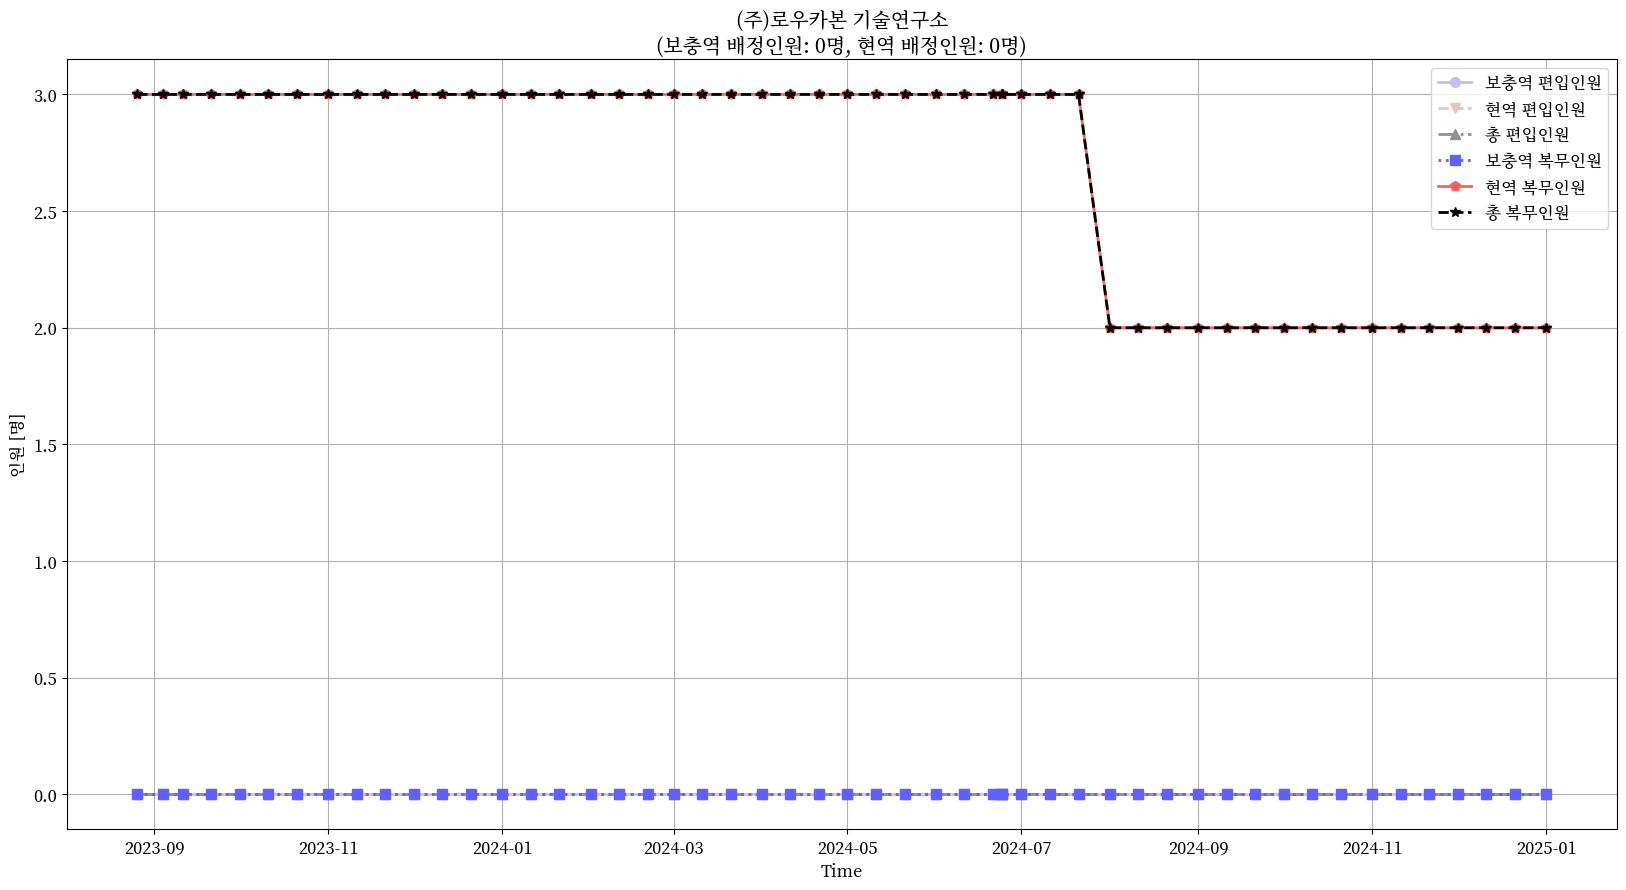 (주)로우카본 기술연구소
(보충역 배정인원: 0명, 현역 배정인원: 0명)
보충역 편입인원
현역 편입인원
총 편입인원
보충역 복무인원
현역 복무인원
총 복무인원
인원 [명]
3.0
2.5
2.0
1.5
1.0
0.5
0.0
2023-09
2023-11
2024-01
2024-03
2024-05
2024-07
2024-09
2024-11
2025-01
Time